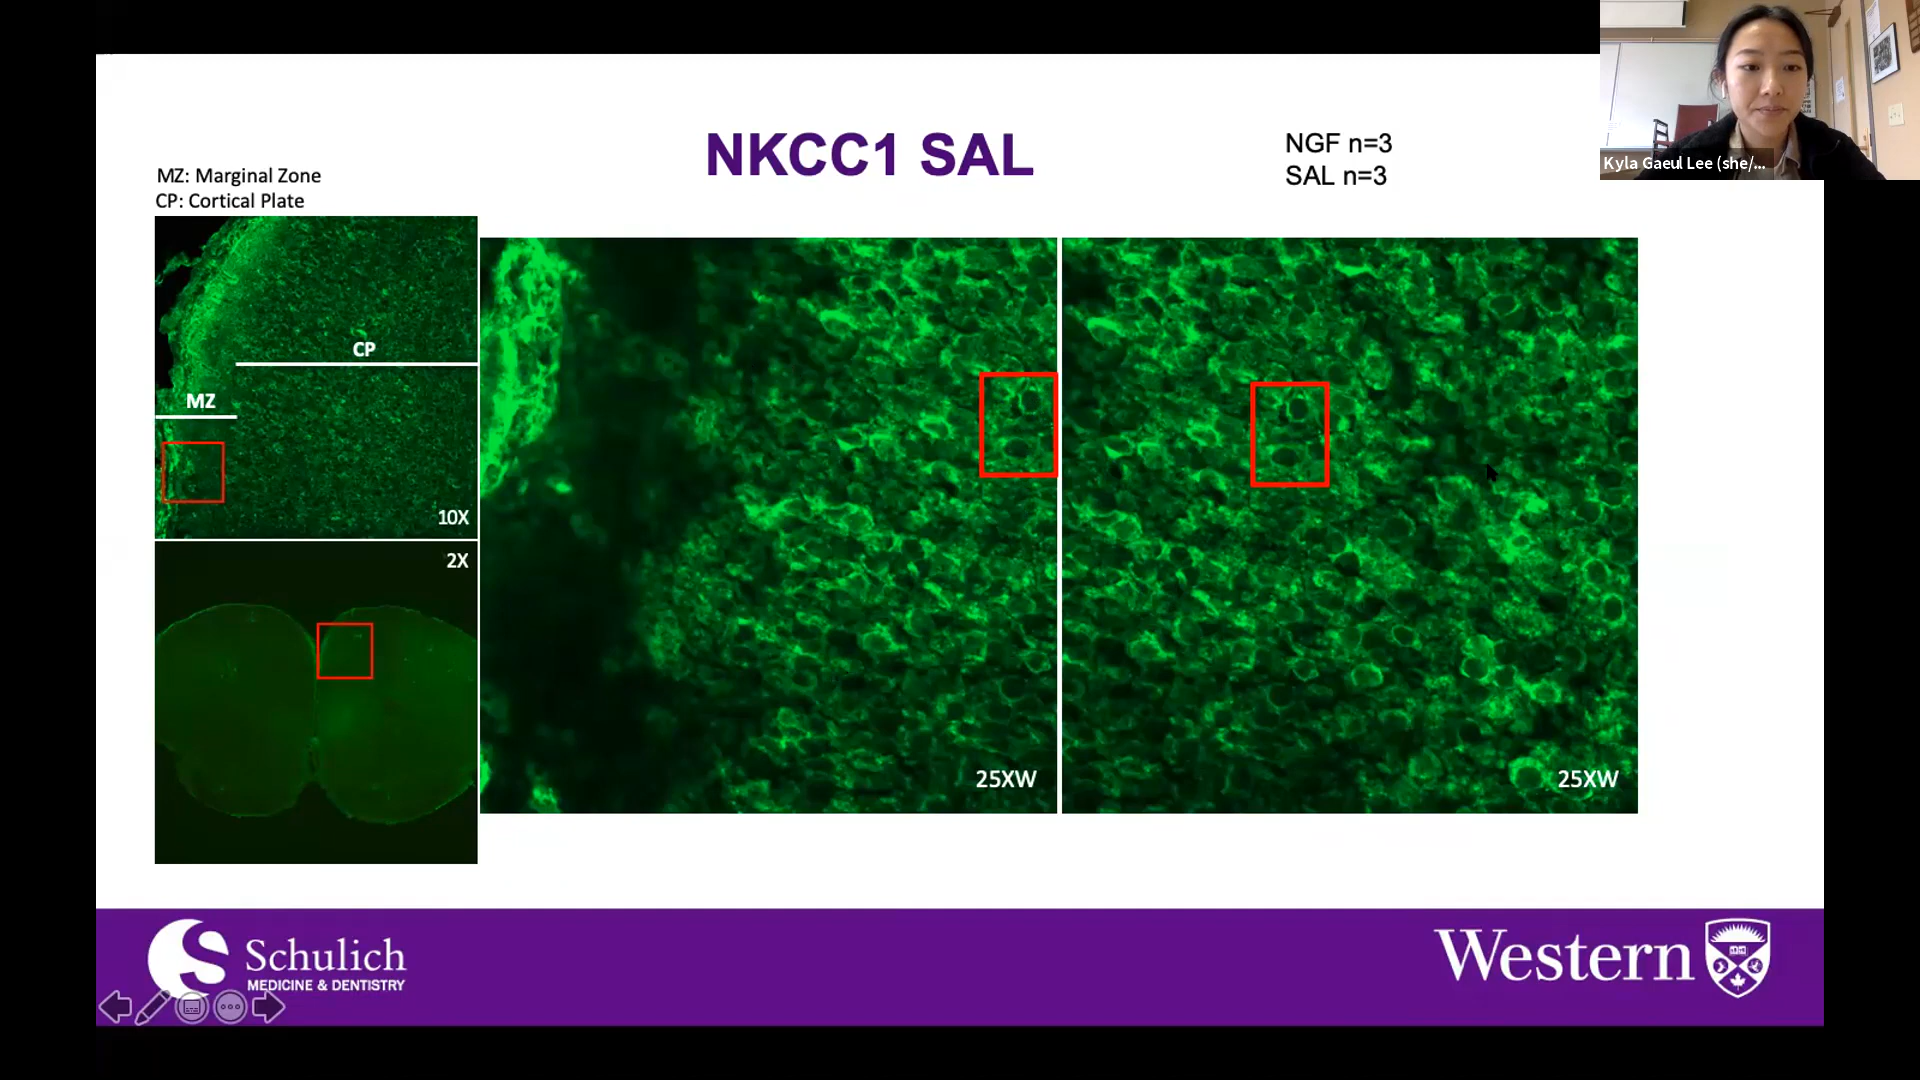 NKCC1 SAL
NGF n=3
SAL n=3
MZ: Marginal Zone
CP: Cortical Plate
CP
MZ
10X
2X
25XW
25XW
Kyla Gaeul Lee (she/...
Schulich
MEDICINE & DENTISTRY
Western